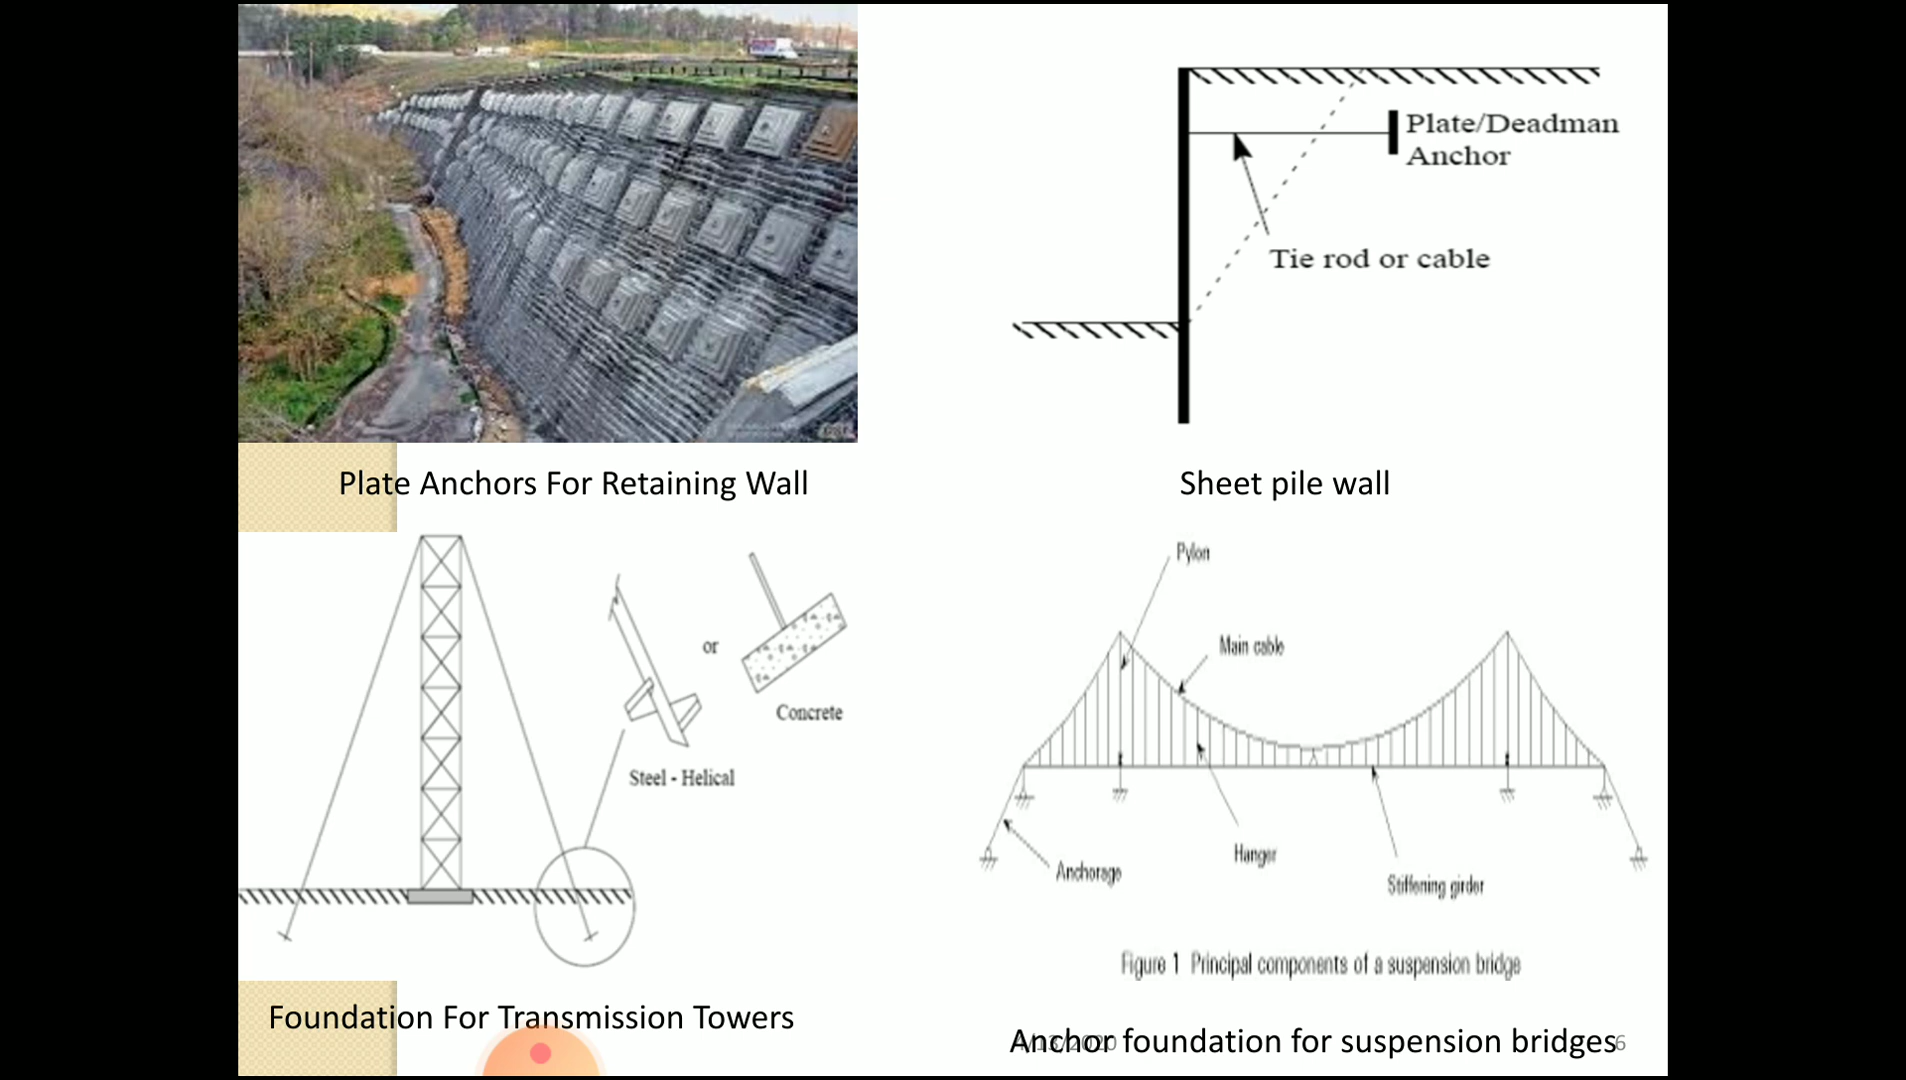 Plate/Deadman
Anchor
Tie rod or cable
Plate Anchors For Retaining Wall
Sheet pile wall
or
Concrete
Steel - Helical
Pylon
Main cable
Hanger
Anchorage
Stiffening girder
Figure 1 Principal components of a suspension bridge
Foundation For Transmission Towers
Anchor foundation for suspension bridges
6